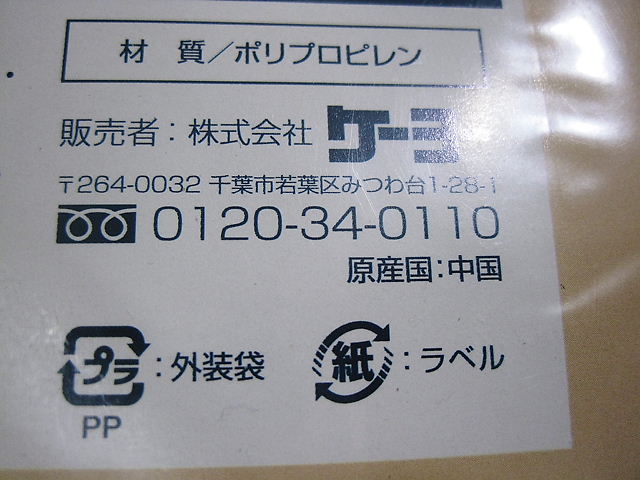 材 質／ポリプロピレン
販売者：株式会社 ケーヨー
〒264-0032 千葉市若葉区みつわ台1-28-1
0120-34-0110
原産国：中国
プラ：外装袋 紙：ラベル
PP